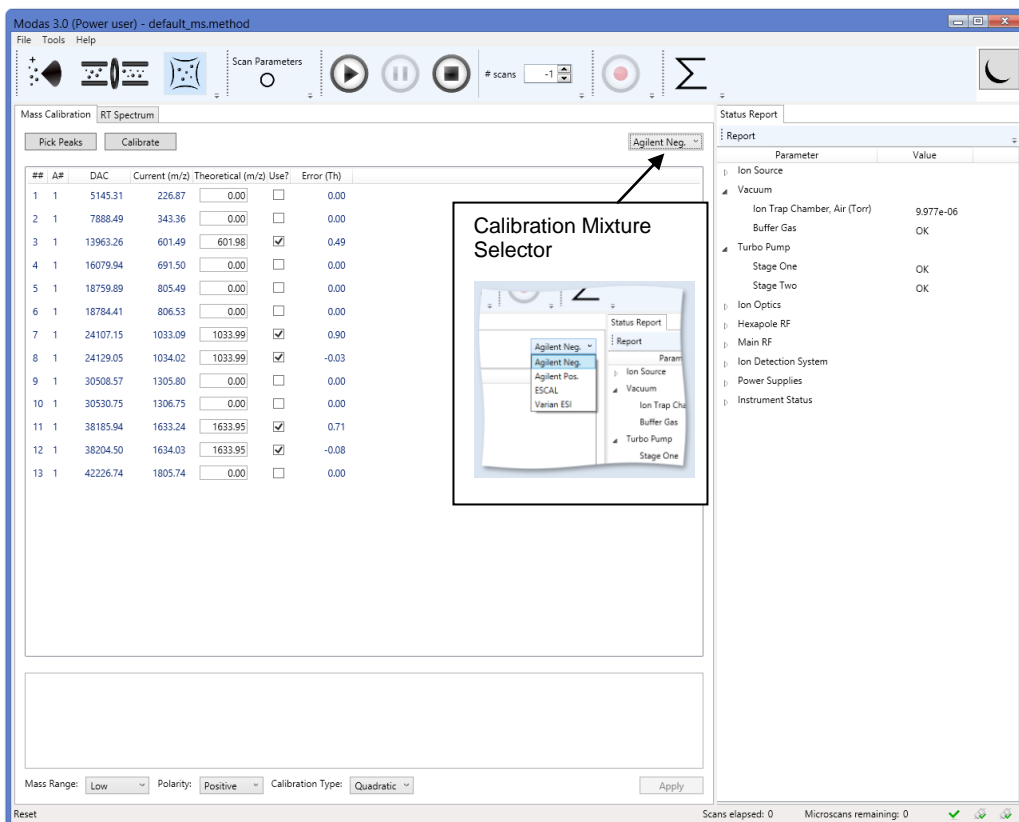 Modas 3.0 (Power user) - default_ms.method
File Tools Help
Scan Parameters
# scans -1
Mass Calibration RT Spectrum
Pick Peaks Calibrate Agilent Neg.
## A# DAC Current (m/z) Theoretical (m/z) Use? Error (Th)
1 1 5145.31 226.87 0.00 0.00
2 1 7888.49 343.36 0.00 0.00
3 1 13963.26 601.49 601.98 0.49
4 1 16079.94 691.50 0.00 0.00
5 1 18759.89 805.49 0.00 0.00
6 1 18784.41 806.53 0.00 0.00
7 1 24107.15 1033.09 1033.99 0.90
8 1 24129.05 1034.02 1033.99 -0.03
9 1 30508.57 1305.80 0.00 0.00
10 1 30530.75 1306.75 0.00 0.00
11 1 38185.94 1633.24 1633.95 0.71
12 1 38204.50 1634.03 1633.95 -0.08
13 1 42226.74 1805.74 0.00 0.00
Calibration Mixture
Selector
Status Report
Report
Agilent Neg.
Param
Agilent Neg.
Ion Source
Agilent Pos.
Vacuum
ESCAL
Ion Trap Cha
Varian ESI
Buffer Gas
Turbo Pump
Stage One
Mass Range: Low Polarity: Positive Calibration Type: Quadratic Apply
Status Report
Report
Parameter Value
Ion Source
Vacuum
Ion Trap Chamber, Air (Torr) 9.977e-06
Buffer Gas OK
Turbo Pump
Stage One OK
Stage Two OK
Ion Optics
Hexapole RF
Main RF
Ion Detection System
Power Supplies
Instrument Status
Reset Scans elapsed: 0 Microscans remaining: 0